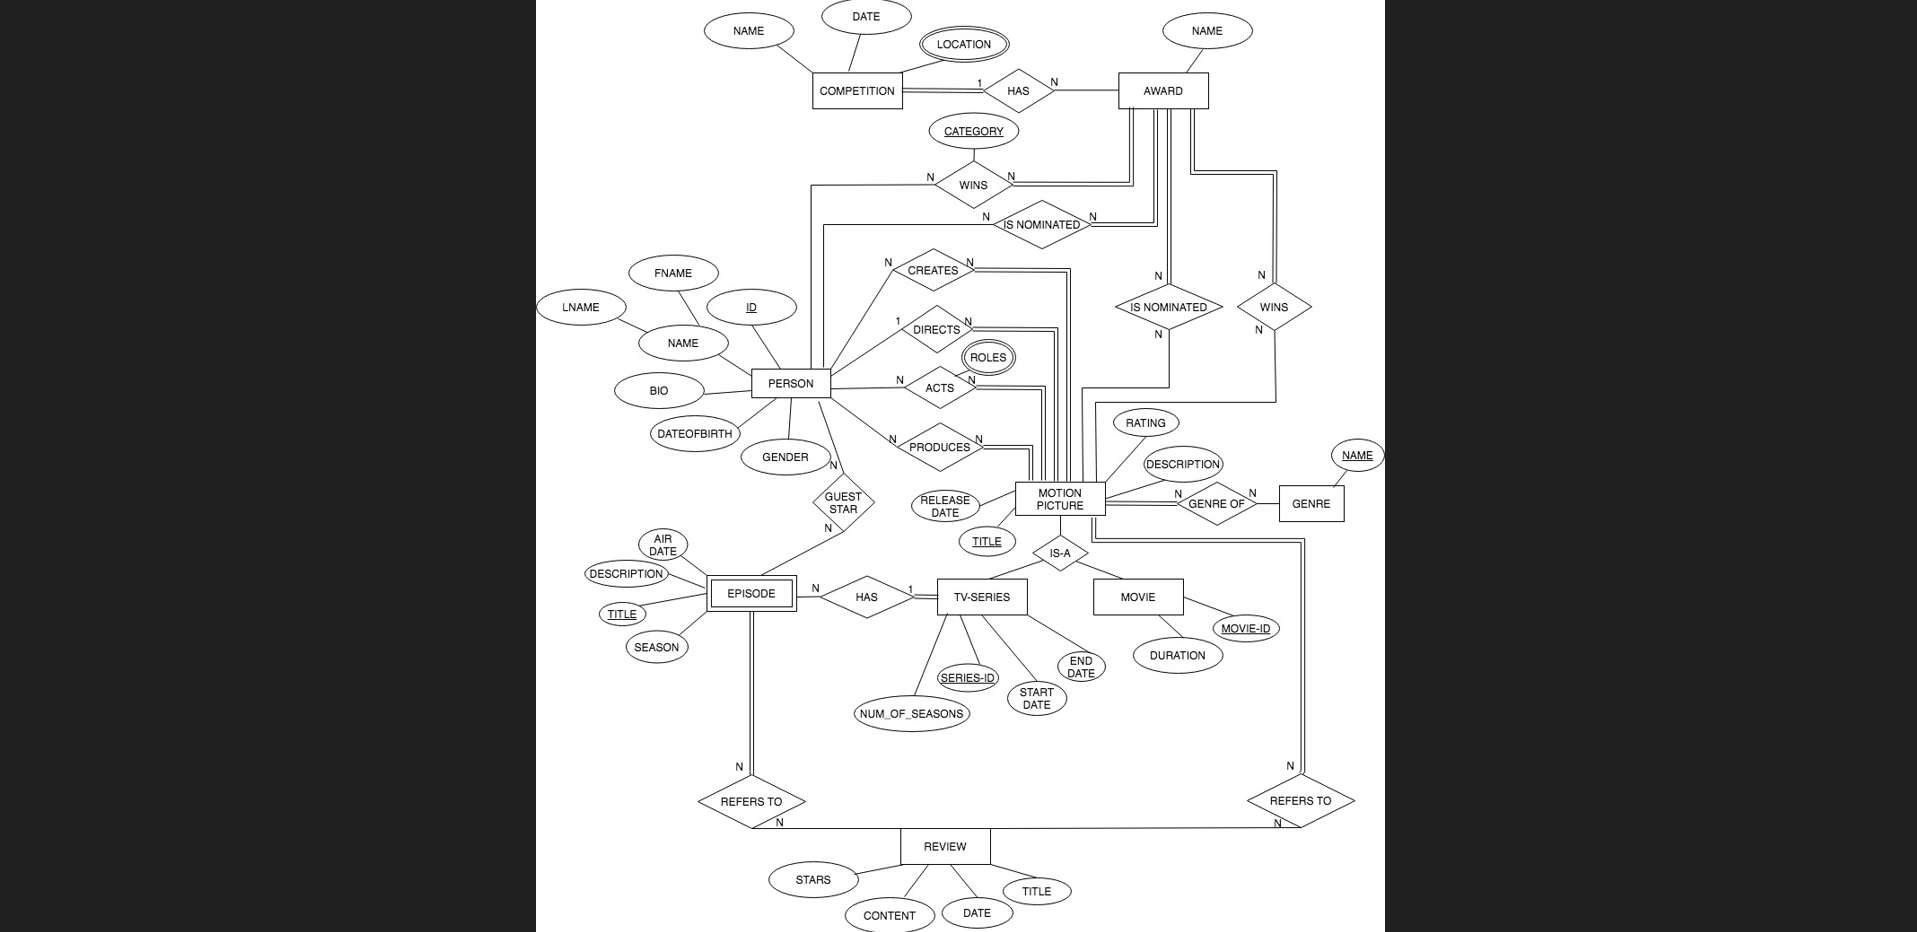 DATE
NAME
NAME
LOCATION
COMPETITION
1
HAS
N
AWARD
CATEGORY
N
WINS
N
N
IS NOMINATED
N
FNAME
N
CREATES
N
N
N
LNAME
ID
IS NOMINATED
WINS
1
DIRECTS
N
N
N
NAME
ROLES
PERSON
N
ACTS
N
BIO
RATING
DATEOFBIRTH
N
PRODUCES
N
GENDER
NAME
N
DESCRIPTION
GUEST
STAR
N
RELEASE
DATE
MOTION
PICTURE
N
GENRE OF
N
GENRE
TITLE
AIR
DATE
IS-A
DESCRIPTION
EPISODE
N
HAS
1
TV-SERIES
MOVIE
TITLE
MOVIE-ID
SEASON
DURATION
END
DATE
SERIES-ID
START
DATE
NUM_OF_SEASONS
N
N
REFERS TO
REFERS TO
N
N
REVIEW
STARS
TITLE
CONTENT
DATE